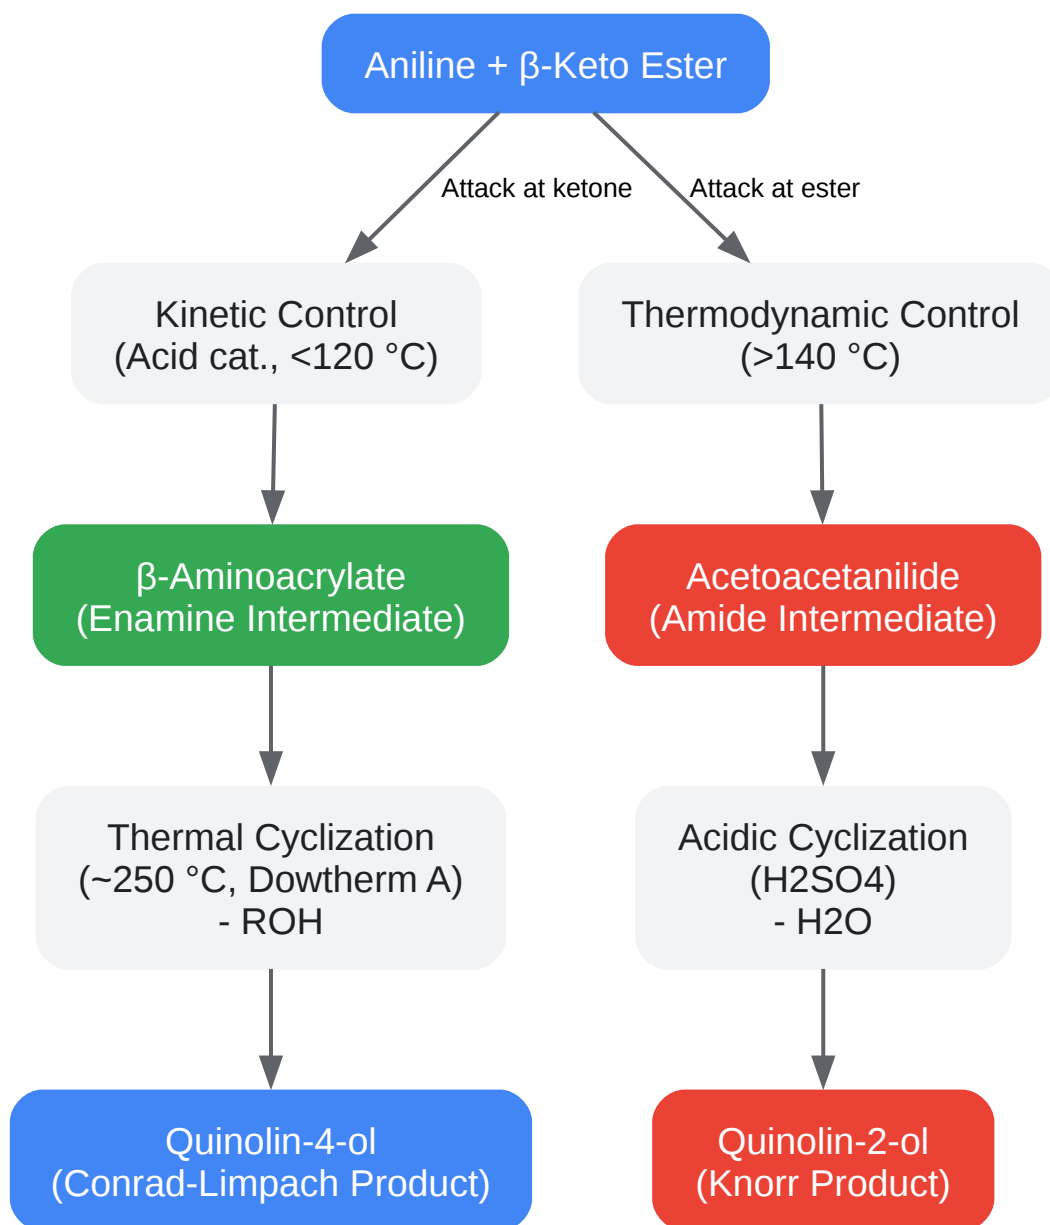 Aniline + β-Keto Ester
Attack at ketone
Attack at ester
Kinetic Control
(Acid cat., <120 °C)
Thermodynamic Control
(>140 °C)
β-Aminoacrylate
(Enamine Intermediate)
Acetoacetanilide
(Amide Intermediate)
Thermal Cyclization
(~250 °C, Dowtherm A)
- ROH
Acidic Cyclization
(H2SO4)
- H2O
Quinolin-4-ol
(Conrad-Limpach Product)
Quinolin-2-ol
(Knorr Product)